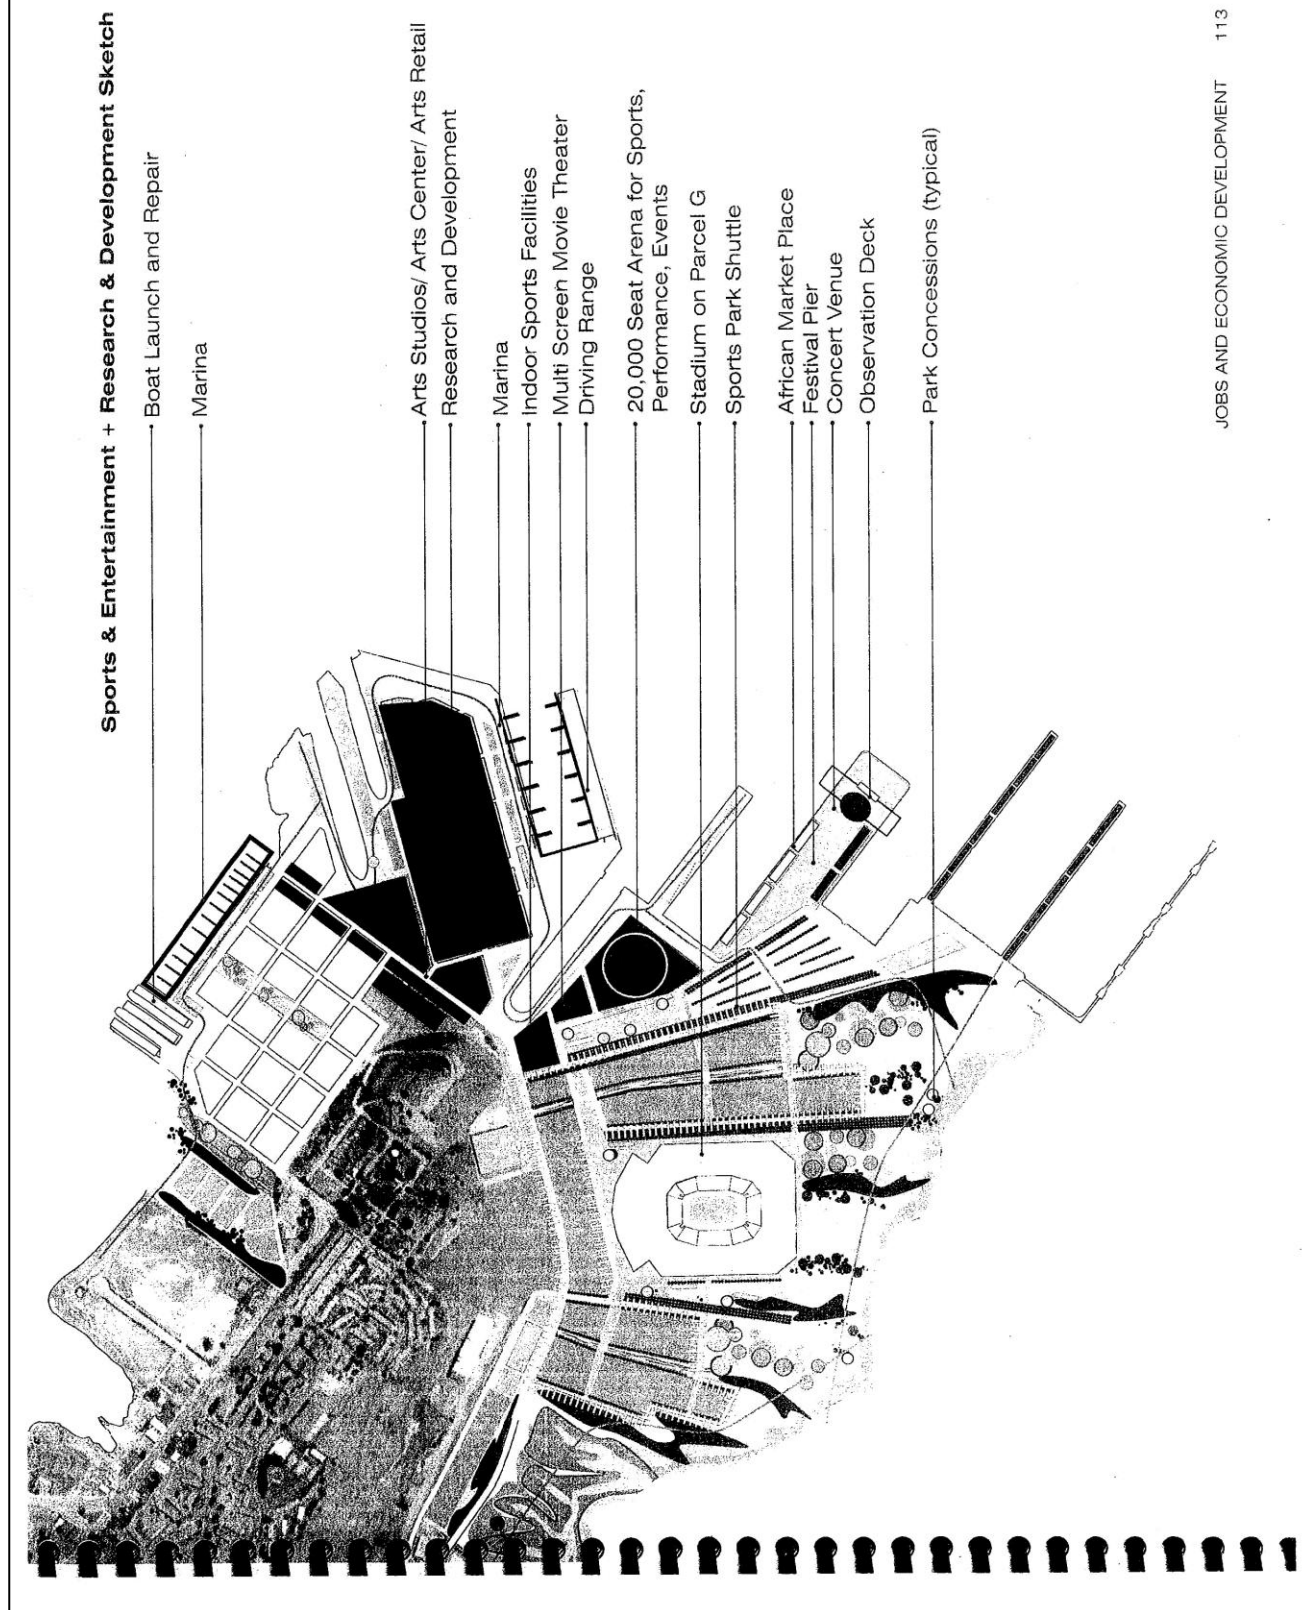 Sports & Entertainment + Research & Development Sketch
Boat Launch and Repair
Marina
Arts Studios/ Arts Center/ Arts Retail
Research and Development
Marina
Indoor Sports Facilities
Multi Screen Movie Theater
Driving Range
20,000 Seat Arena for Sports,
Performance, Events
Stadium on Parcel G
Sports Park Shuttle
African Market Place
Festival Pier
Concert Venue
Observation Deck
Park Concessions (typical)
JOBS AND ECONOMIC DEVELOPMENT 113